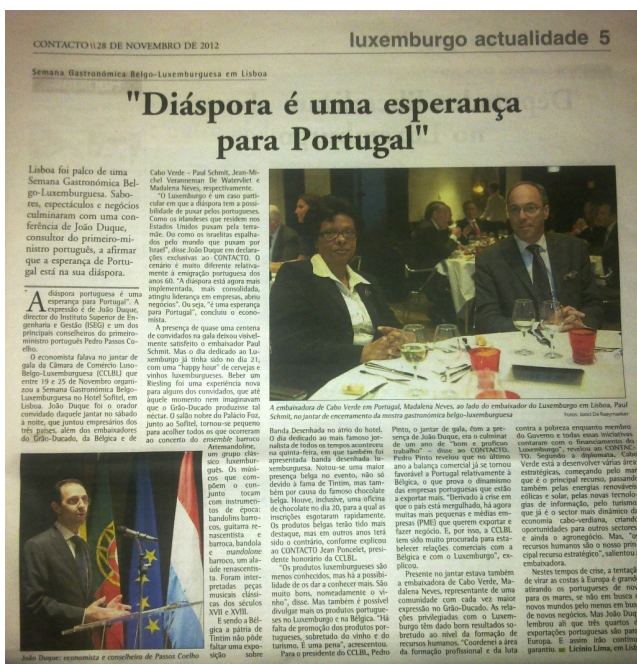 CONTACTO \\ 28 DE NOVEMBRO DE 2012
luxemburgo actualidade 5
Semana Gastronómica Belgo-Luxemburguesa em Lisboa
"Diáspora é uma esperança
para Portugal"
Lisboa foi palco de uma
Semana Gastronómica Bel-
go-Luxemburguesa. Sabo-
res, espectáculos e negócios
culminaram com uma con-
ferência de João Duque,
consultor do primeiro-mi-
nistro português, a afirmar
que a esperança de Portu-
gal está na sua diáspora.
"A diáspora portuguesa é uma
esperança para Portugal". A
expressão é de João Duque,
director do Instituto Superior de En-
genharia e Gestão (ISEG) e um dos
principais conselheiros do primeiro-
ministro português Pedro Passos Co-
elho.
O economista falava no jantar de
gala da Câmara de Comércio Luso-
Belgo-Luxemburguesa (CCLBL) que
entre 19 e 25 de Novembro organi-
zou a Semana Gastronómica Belgo-
Luxemburguesa no Hotel Sofitel, em
Lisboa. João Duque foi o orador
convidado daquele jantar no sábado
à noite, que juntou empresários dos
três países, além dos embaixadores
do Grão-Ducado, da Bélgica e de
Cabo Verde – Paul Schmit, Jean-Mi-
chel Veranneman De Watervliet e
Madalena Neves, respectivamente.
"O Luxemburgo é um caso parti-
cular em que a diáspora tem a possi-
bilidade de puxar pelos portugueses.
Como os irlandeses que residem nos
Estados Unidos puxam pela terra-
mãe. Ou como os israelitas espalha-
dos pelo mundo que puxam por
Israel", disse João Duque em declara-
ções exclusivas ao CONTACTO. O
cenário é muito diferente relativa-
mente à emigração portuguesa dos
anos 60. "A diáspora está agora mais
implementada, mais consolidada,
atingiu liderança em empresas, abriu
negócios". Ou seja, "é uma esperança
para Portugal", concluiu o econo-
mista.
A presença de quase uma centena
de convidados na gala deixou visivel-
mente satisfeito o embaixador Paul
Schmit. Mas o dia dedicado ao Lu-
xemburgo já tinha sido no dia 21,
com uma "happy hour" de cervejas e
vinhos luxemburgueses. Beber um
Riesling foi uma experiência nova
para alguns dos convidados, que até
àquele momento nem imaginavam
que o Grão-Ducado produzisse tal
néctar. O salão nobre do Palácio Foz,
junto ao Sofitel, tornou-se pequeno
para acolher todos os que ocorreram
ao concerto do ensemble barroco
Artemandoline,
um grupo clás-
sico luxembur-
guês. Os músi-
cos que com-
põem o con-
junto tocam
com instrumen-
tos de época:
bandolins barro-
cos, guitarra re-
nascentista e
barroca, bandola
e mandolone
barroco, um ala-
úde renascentis-
ta. Foram inter-
pretadas peças
musicais clássi-
cas dos séculos
XVII e XVIII.
E sendo a Bél-
gica a pátria de
Tintim não pôde
faltar uma expo-
sição sobre
A embaixadora de Cabo Verde em Portugal, Madalena Neves, ao lado do embaixador do Luxemburgo em Lisboa, Paul
Schmit, no jantar de encerramento da mostra gastronómica belgo-luxemburguesa
Banda Desenhada no átrio do hotel.
O dia dedicado ao mais famoso jor-
nalista de todos os tempos aconteceu
na quinta-feira, em que também foi
apresentada banda desenhada lu-
xemburguesa. Notou-se uma maior
presença belga no evento, não só
devido à fama de Tintim, mas tam-
bém por causa do famoso chocolate
belga. Houve, inclusive, uma oficina
de chocolate no dia 20, para a qual as
inscrições esgotaram rapidamente.
Os produtos belgas terão tido mais
destaque, mas em outros anos terá
sido o contrário, conforme explicou
ao CONTACTO Jean Poncelet, presi-
dente honorário da CCLBL.
"Os produtos luxemburgueses são
menos conhecidos, mas há a possibili-
dade de os dar a conhecer mais. São
muito bons, nomeadamente o vi-
nho", disse. Mas também é possível
divulgar mais os produtos portugue-
ses no Luxemburgo e na Bélgica. "Há
falta de promoção dos produtos por-
tugueses, sobretudo do vinho e do
turismo. É uma pena", acrescentou.
Para o presidente do CCLBL, Pedro
Pinto, o jantar de gala, com a pre-
sença de João Duque, era o culminar
de um ano de "bom e profícuo
trabalho" – disse ao CONTACTO.
Pedro Pinto revelou que no último
ano a balança comercial já se tornou
favorável a Portugal relativamente à
Bélgica, o que prova o dinamismo
das empresas portuguesas que estão
a exportar mais. "Derivado à crise em
que o país está mergulhado, há agora
muitas mais pequenas e médias em-
presas (PME) que querem exportar e
fazer negócio. E, por isso, a CCLBL
tem sido muito procurada para esta-
belecer relações comerciais com a
Bélgica e com o Luxemburgo", ex-
plicou.
Presente no jantar estava também
a embaixadora de Cabo Verde, Ma-
dalena Neves, representante de uma
comunidade com cada vez maior
expressão no Grão-Ducado. As rela-
ções privilegiadas com o Luxem-
burgo têm dado bons resultados so-
bretudo ao nível da formação de
recursos humanos. "Coordenei a área
da formação profissional e da luta
contra a pobreza enquanto membro
do Governo e todas essas iniciativas
contaram com o financiamento do
Luxemburgo", revelou ao CONTAC-
TO. Segundo a diplomata, Cabo
Verde está a desenvolver várias áreas
estratégicas, começando pelo mar
que é o principal recurso, passando
também pelas energias renováveis
eólicas e solar, pelas novas tecnolo-
gias de informação, pelo turismo
que já é o sector mais dinâmico da
economia cabo-verdiana, criando
oportunidades para outros sectores
e ainda o agronegócio. Mas, "os
recursos humanos são o nosso prin-
cipal recurso estratégico", salientou a
embaixadora.
Nestes tempos de crise, a tentação
de virar as costas à Europa é grande
atirando os portugueses de novo
para os mares, se não em busca de
novos mundos pelo menos em busca
de novos negócios. Mas João Duque
lembrou ali que três quartos das
exportações portuguesas são para a
Europa. E assim irão continuar,
garantiu. Licínio Lima, em Lisboa
João Duque: economista e conselheiro de Passos Coelho